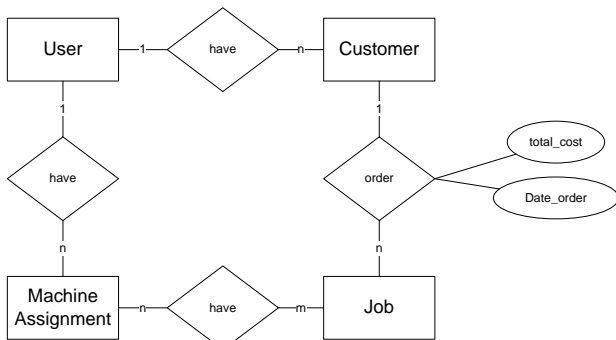 User
1
have
n
Customer
1
1
total_cost
have
order
Date_order
n
n
Machine
Assignment
n
have
m
Job